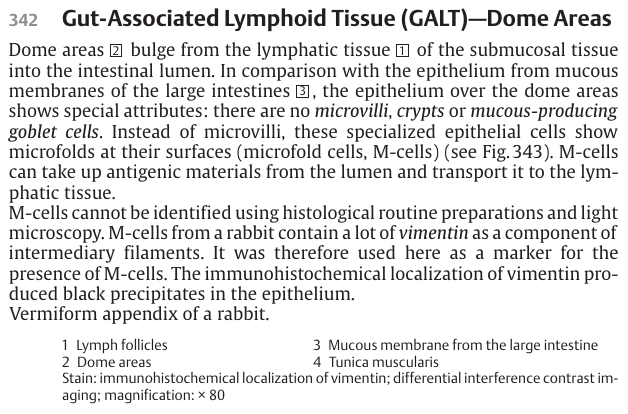 342 Gut-Associated Lymphoid Tissue (GALT)—Dome Areas
Dome areas 2 bulge from the lymphatic tissue 1 of the submucosal tissue
into the intestinal lumen. In comparison with the epithelium from mucous
membranes of the large intestines 3, the epithelium over the dome areas
shows special attributes: there are no microvilli, crypts or mucous-producing
goblet cells. Instead of microvilli, these specialized epithelial cells show
microfolds at their surfaces (microfold cells, M-cells) (see Fig. 343). M-cells
can take up antigenic materials from the lumen and transport it to the lym-
phatic tissue.
M-cells cannot be identified using histological routine preparations and light
microscopy. M-cells from a rabbit contain a lot of vimentin as a component of
intermediary filaments. It was therefore used here as a marker for the
presence of M-cells. The immunohistochemical localization of vimentin pro-
duced black precipitates in the epithelium.
Vermiform appendix of a rabbit.
1 Lymph follicles
2 Dome areas
3 Mucous membrane from the large intestine
4 Tunica muscularis
Stain: immunohistochemical localization of vimentin; differential interference contrast im-
aging; magnification: × 80